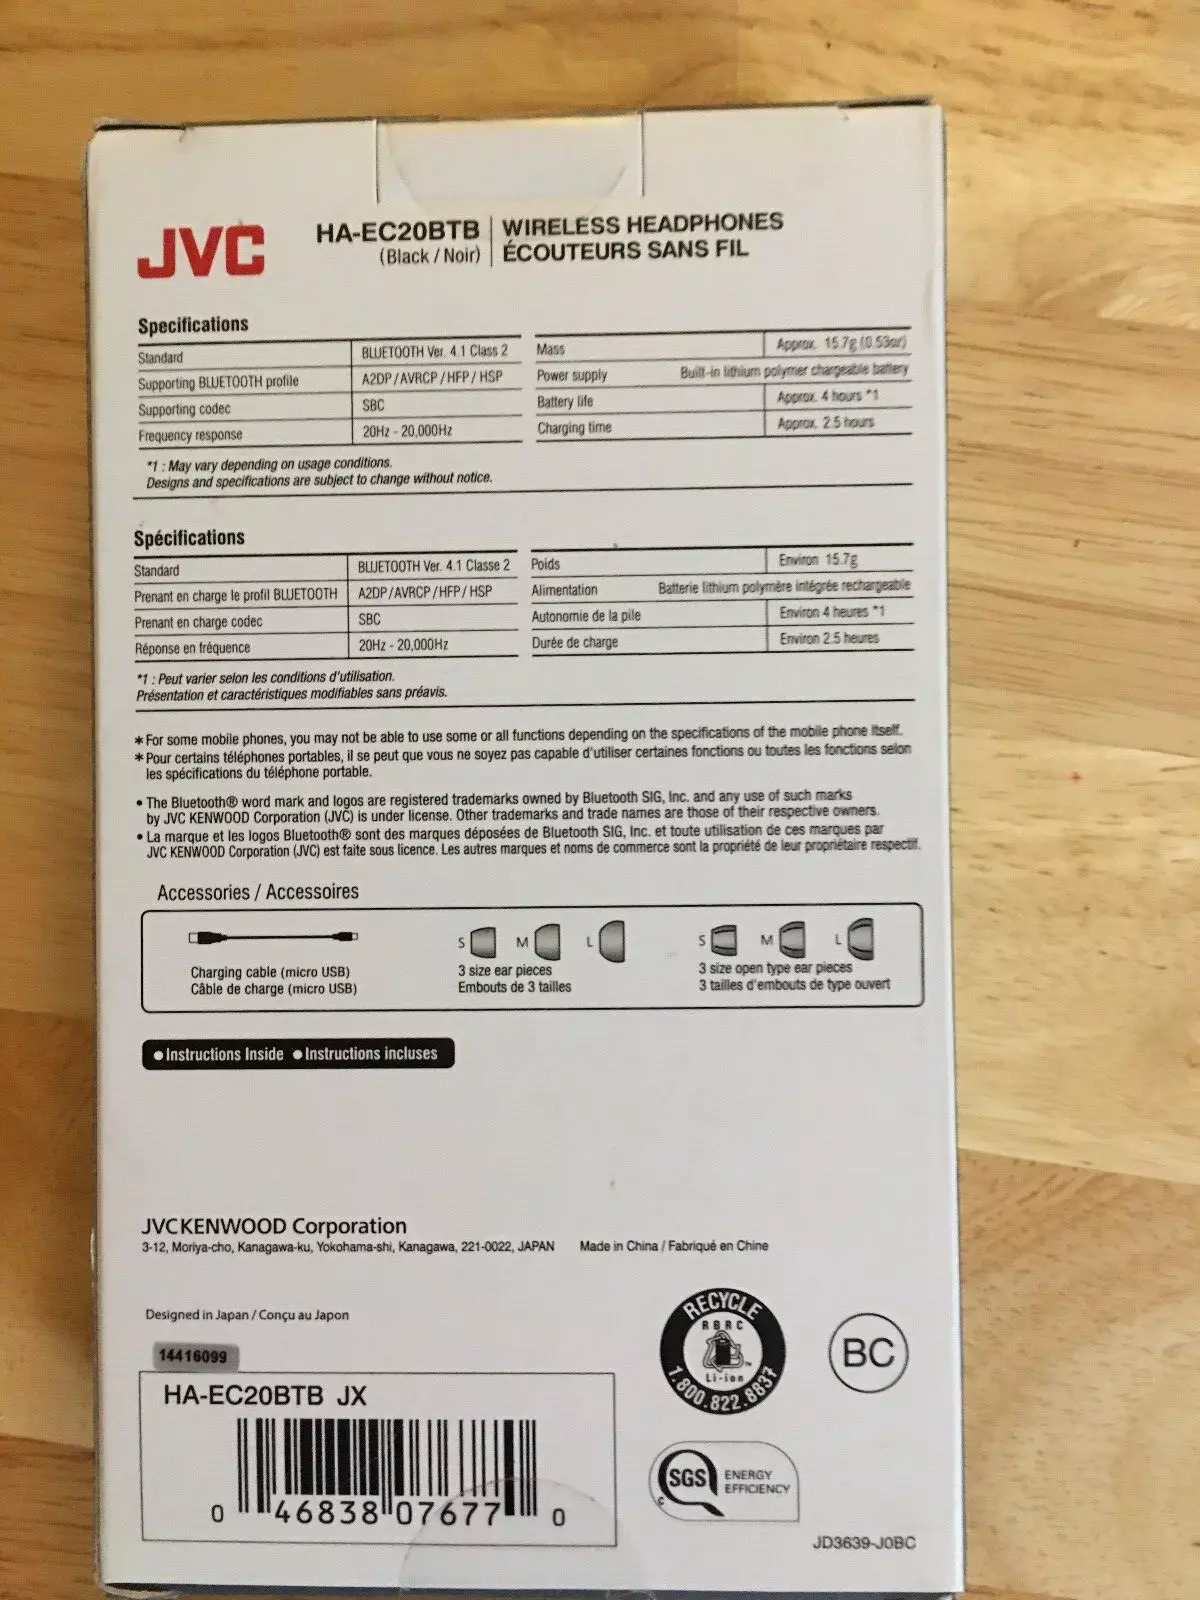 JVC
HA-EC20BTB
(Black / Noir)
WIRELESS HEADPHONES
ÉCOUTEURS SANS FIL
Specifications
Standard BLUETOOTH Ver. 4.1 Class 2
Supporting BLUETOOTH profile A2DP / AVRCP / HFP / HSP
Supporting codec SBC
Frequency response 20Hz - 20,000Hz
Mass Approx. 15.7g (0.53oz)
Power supply Built-in lithium polymer chargeable battery
Battery life Approx. 4 hours *1
Charging time Approx. 2.5 hours
*1 : May vary depending on usage conditions.
Designs and specifications are subject to change without notice.
Spécifications
Standard BLUETOOTH Ver. 4.1 Classe 2
Prenant en charge le profil BLUETOOTH A2DP / AVRCP / HFP / HSP
Prenant en charge codec SBC
Réponse en fréquence 20Hz - 20,000Hz
Poids Environ 15.7g
Alimentation Batterie lithium polymère intégrée rechargeable
Autonomie de la pile Environ 4 heures *1
Durée de charge Environ 2.5 heures
*1 : Peut varier selon les conditions d'utilisation.
Présentation et caractéristiques modifiables sans préavis.
* For some mobile phones, you may not be able to use some or all functions depending on the specifications of the mobile phone itself.
* Pour certains téléphones portables, il se peut que vous ne soyez pas capable d'utiliser certaines fonctions ou toutes les fonctions selon
les spécifications du téléphone portable.
• The Bluetooth® word mark and logos are registered trademarks owned by Bluetooth SIG, Inc. and any use of such marks
by JVC KENWOOD Corporation (JVC) is under license. Other trademarks and trade names are those of their respective owners.
• La marque et les logos Bluetooth® sont des marques déposées de Bluetooth SIG, Inc. et toute utilisation de ces marques par
JVC KENWOOD Corporation (JVC) est faite sous licence. Les autres marques et noms de commerce sont la propriété de leur propriétaire respectif.
Accessories / Accessoires
S M L S M L
Charging cable (micro USB)
Câble de charge (micro USB)
3 size ear pieces
Embouts de 3 tailles
3 size open type ear pieces
3 tailles d'embouts de type ouvert
● Instructions Inside ● Instructions incluses
JVCKENWOOD Corporation
3-12, Moriya-cho, Kanagawa-ku, Yokohama-shi, Kanagawa, 221-0022, JAPAN Made in China / Fabriqué en Chine
Designed in Japan / Conçu au Japon
14416099
HA-EC20BTB JX
0 46838 07677 0
RECYCLE
RBRC
Li-ion
1.800.822.8837
BC
SGS
C
ENERGY
EFFICIENCY
JD3639-J0BC